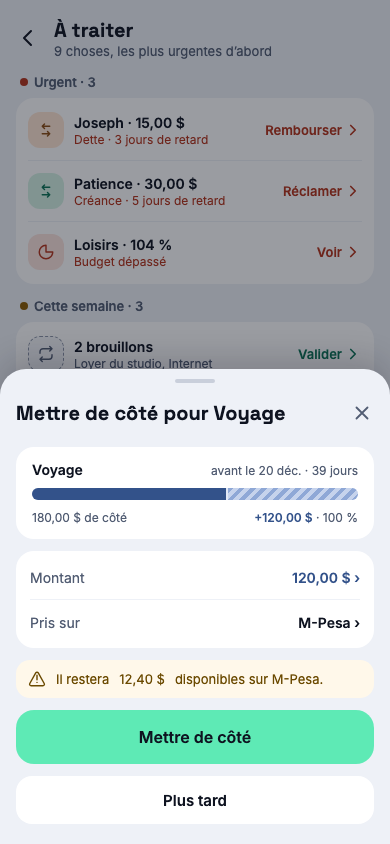 À traiter
9 choses, les plus urgentes d'abord
Urgent · 3
Joseph · 15,00 $
Dette · 3 jours de retard
Rembourser
Patience · 30,00 $
Créance · 5 jours de retard
Réclamer
Loisirs · 104 %
Budget dépassé
Voir
Cette semaine · 3
2 brouillons
Loyer du studio, Internet
Valider
Mettre de côté pour Voyage
Voyage
avant le 20 déc. · 39 jours
180,00 $ de côté
+120,00 $ · 100 %
Montant
120,00 $ ›
Pris sur
M-Pesa ›
Il restera 12,40 $ disponibles sur M-Pesa.
Mettre de côté
Plus tard